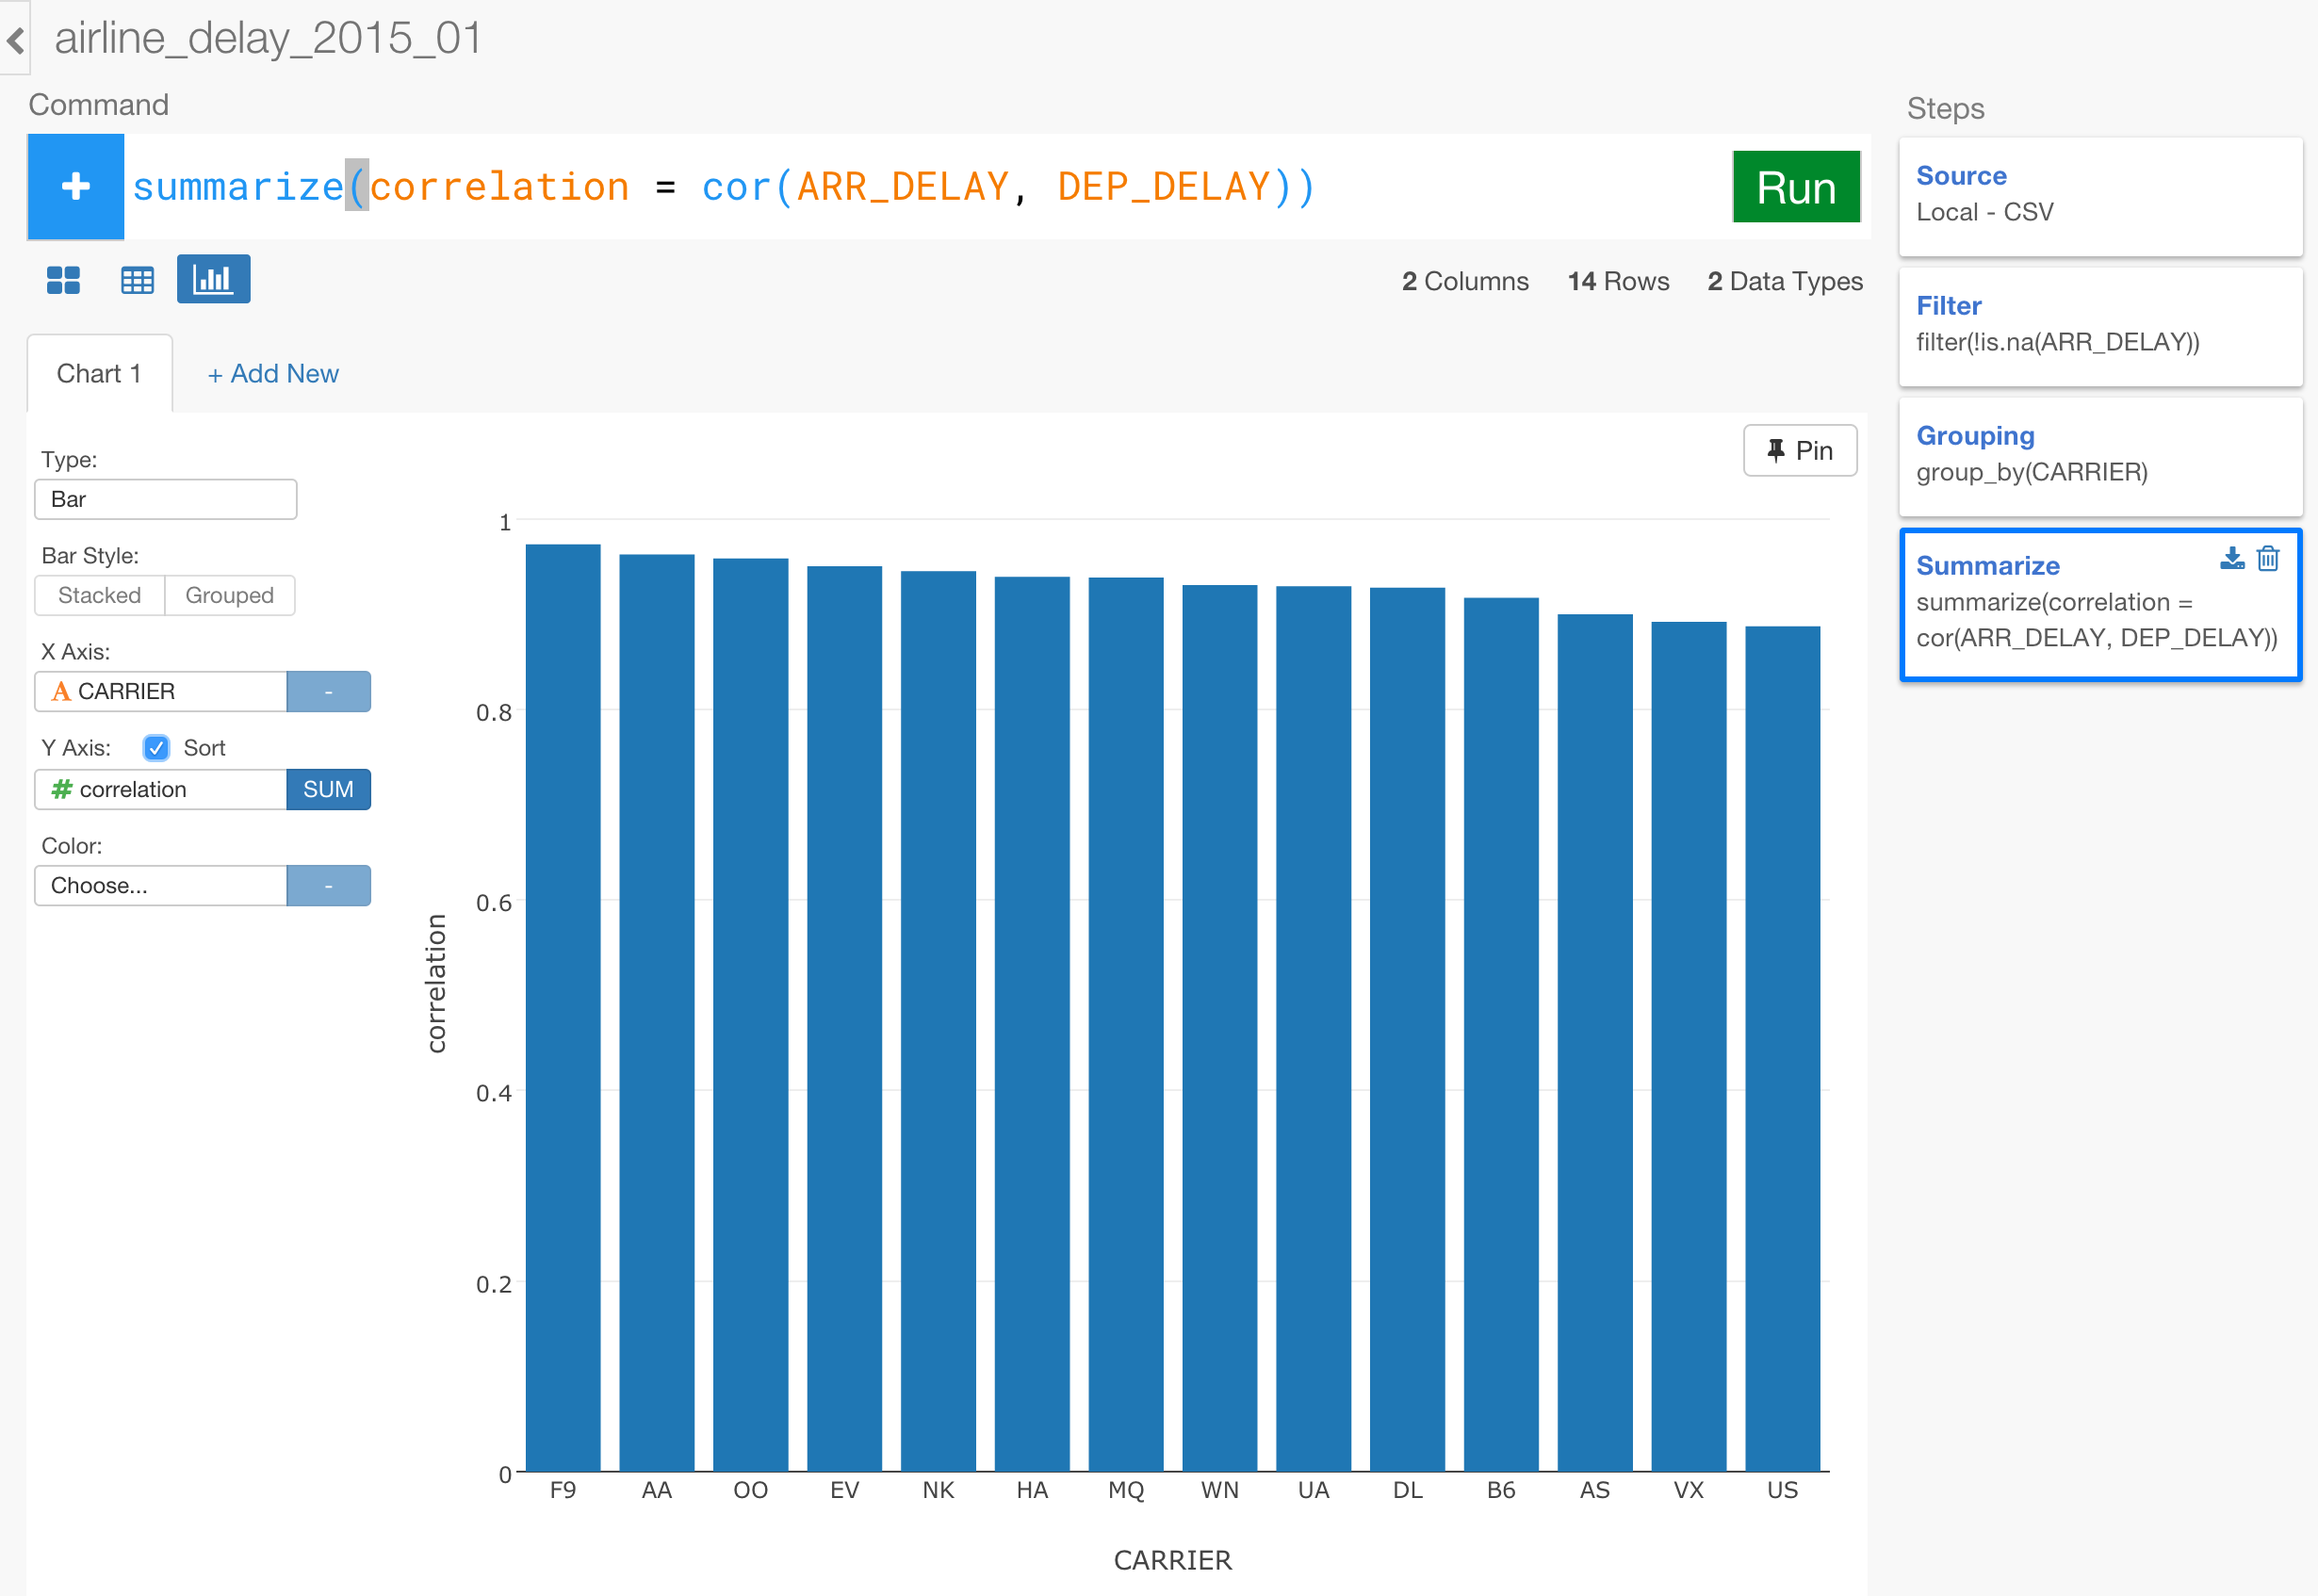 airline_delay_2015_01
Command
summarize(correlation = cor(ARR_DELAY, DEP_DELAY))
Run
2 Columns 14 Rows 2 Data Types
Chart 1
+ Add New
Pin
Type:
Bar
Bar Style:
Stacked Grouped
X Axis:
A CARRIER -
Y Axis: Sort
# correlation SUM
Color:
Choose... -
1
0.8
0.6
0.4
0.2
0
correlation
F9 AA OO EV NK HA MQ WN UA DL B6 AS VX US
CARRIER
Steps
Source
Local - CSV
Filter
filter(!is.na(ARR_DELAY))
Grouping
group_by(CARRIER)
Summarize
summarize(correlation =
cor(ARR_DELAY, DEP_DELAY))